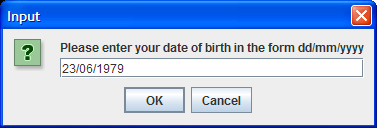 Input
Please enter your date of birth in the form dd/mm/yyyy
23/06/1979
OK Cancel